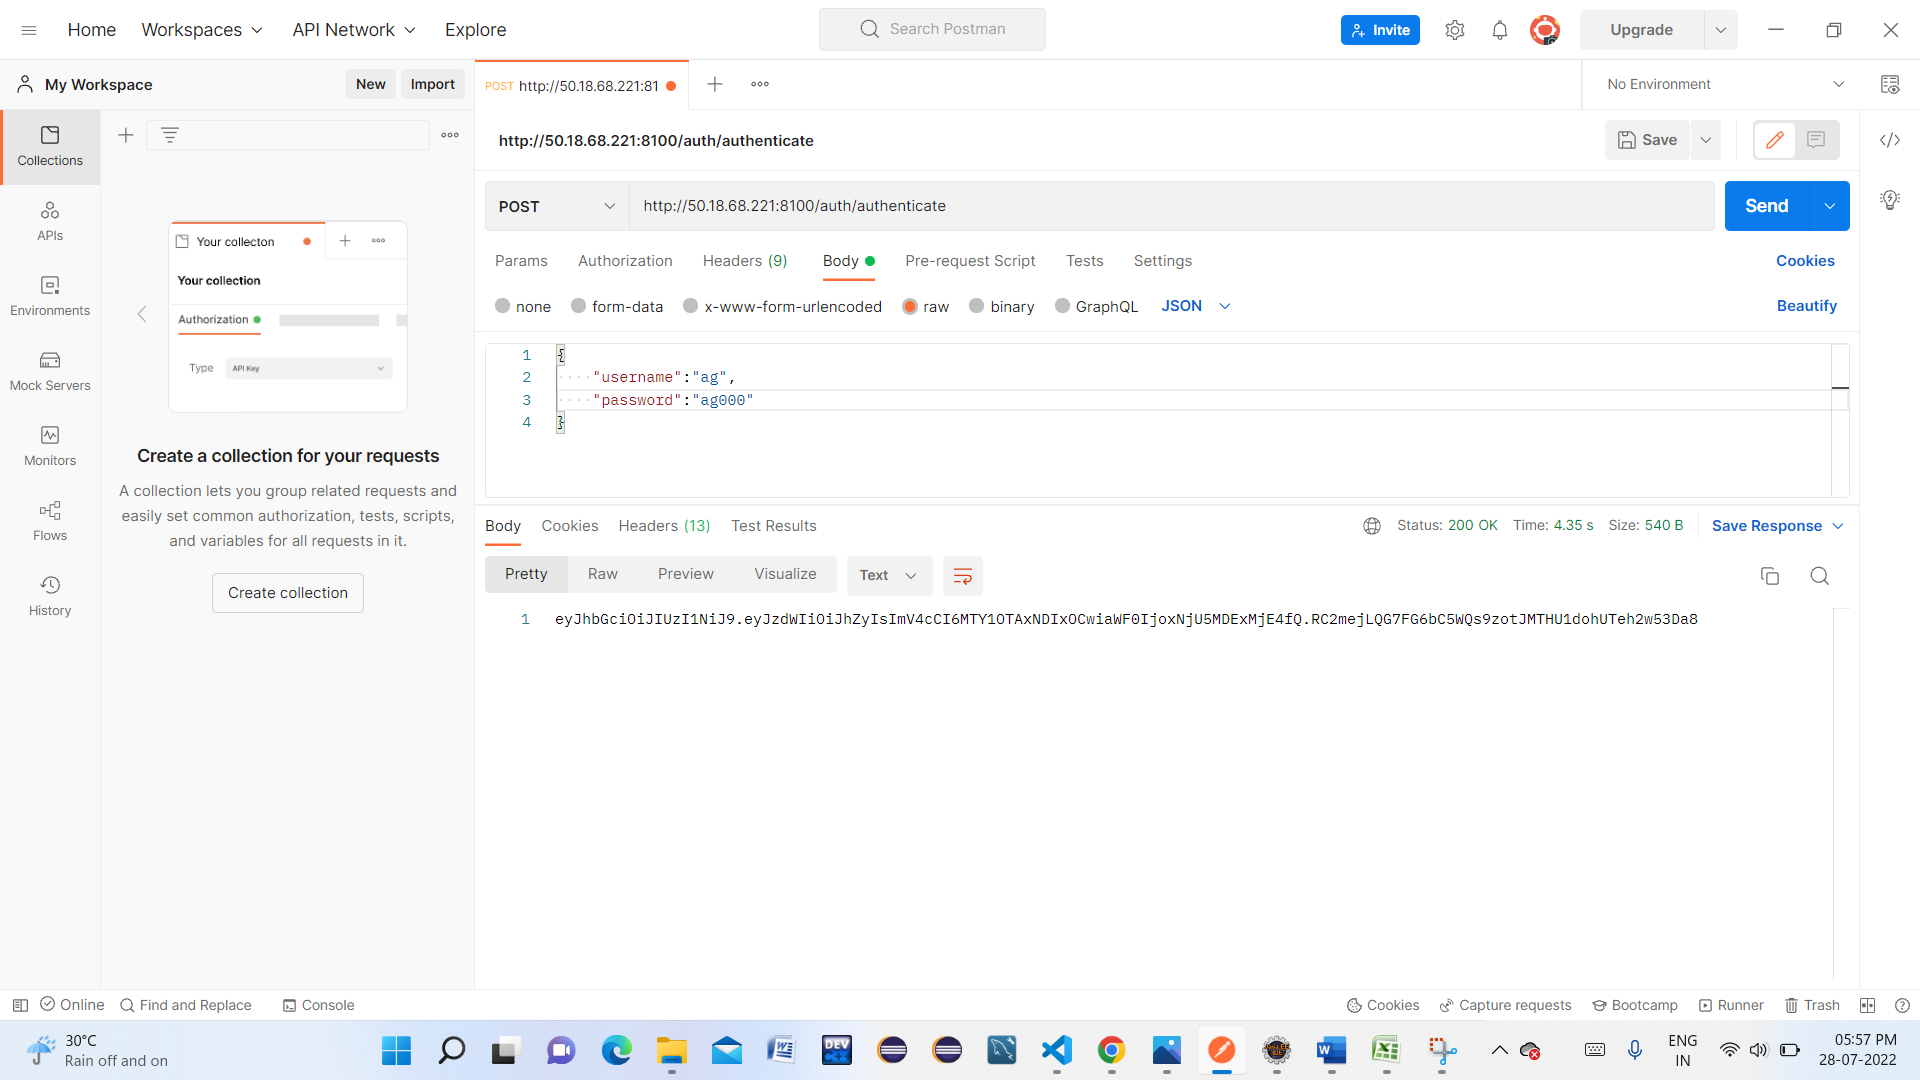 Home
Workspaces
API Network
Explore
Search Postman
Invite
Upgrade
My Workspace
New
Import
POST http://50.18.68.221:81
No Environment
Collections
APIs
Environments
Mock Servers
Monitors
Flows
History
Your collecton
Your collection
Authorization
Type
API Key
Create a collection for your requests
A collection lets you group related requests and
easily set common authorization, tests, scripts,
and variables for all requests in it.
Create collection
http://50.18.68.221:8100/auth/authenticate
Save
POST
http://50.18.68.221:8100/auth/authenticate
Send
Params
Authorization
Headers (9)
Body
Pre-request Script
Tests
Settings
Cookies
none
form-data
x-www-form-urlencoded
raw
binary
GraphQL
JSON
Beautify
1 {
2 "username":"ag",
3 "password":"ag000"
4 }
Body
Cookies
Headers (13)
Test Results
Status: 200 OK
Time: 4.35 s
Size: 540 B
Save Response
Pretty
Raw
Preview
Visualize
Text
1 eyJhbGciOiJIUzI1NiJ9.eyJzdWIiOiJhZyIsImV4cCI6MTY1OTAxNDIxOCwiaWF0IjoxNjU5MDExMjE4fQ.RC2mejLQG7FG6bC5WQs9zotJMTHU1dohUTeh2w53Da8
Online
Find and Replace
Console
Cookies
Capture requests
Bootcamp
Runner
Trash
30°C
Rain off and on
DEV
C++
ENG
IN
05:57 PM
28-07-2022